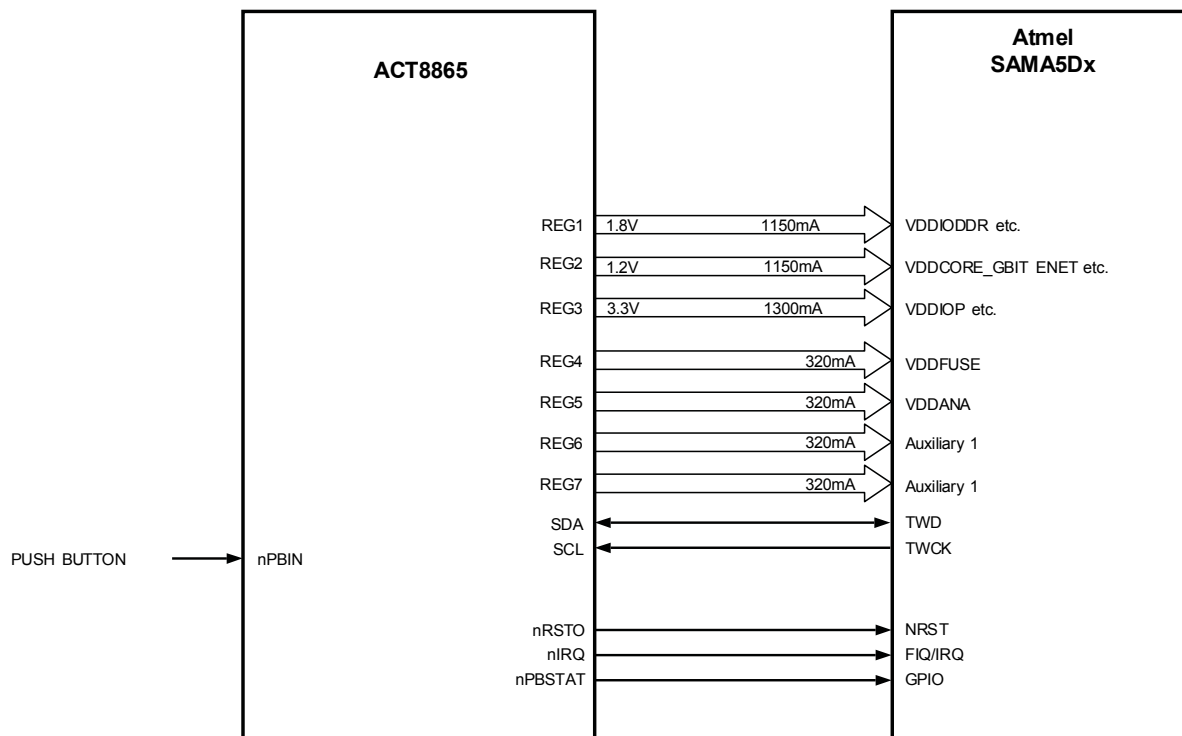 ACT8865
Atmel
SAMA5Dx
REG1 1.8V 1150mA VDDIODDR etc.
REG2 1.2V 1150mA VDDCORE_GBIT ENET etc.
REG3 3.3V 1300mA VDDIOP etc.
REG4 320mA VDDFUSE
REG5 320mA VDDANA
REG6 320mA Auxiliary 1
REG7 320mA Auxiliary 1
SDA TWD
SCL TWCK
PUSH BUTTON nPBIN
nRSTO NRST
nIRQ FIQ/IRQ
nPBSTAT GPIO